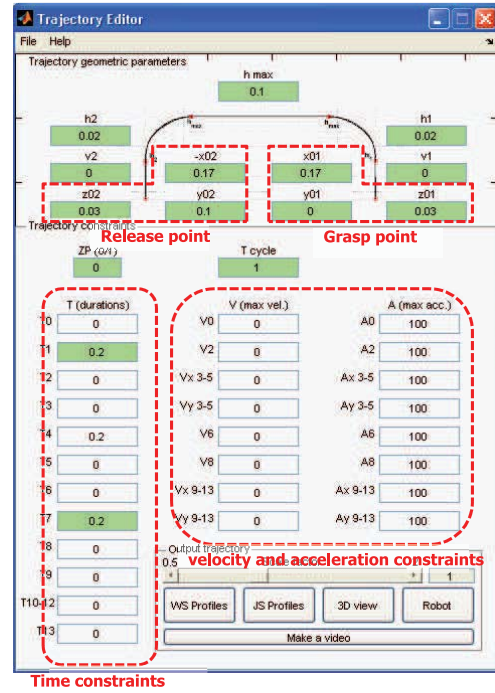 Trajectory Editor
File Help
Trajectory geometric parameters
h max
0.1
h2
0.02
h1
0.02
hmax
hmax
v2
0
-x02
0.17
x01
0.17
v1
0
z02
0.03
y02
0.1
y01
0
z01
0.03
Release point
Grasp point
Trajectory constraints
ZP (0/1)
0
T cycle
1
T (durations)
V (max vel.)
A (max acc.)
T0 0 V0 0 A0 100
T1 0.2 V2 0 A2 100
T2 0 Vx 3-5 0 Ax 3-5 100
T3 0 Vy 3-5 0 Ay 3-5 100
T4 0.2 V6 0 A6 100
T5 0 V8 0 A8 100
T6 0 Vx 9-13 0 Ax 9-13 100
T7 0.2 Vy 9-13 0 Ay 9-13 100
T8 0
T9 0
T10-12 0
T13 0
Output trajectory
velocity and acceleration constraints
0.5
1
WS Profiles JS Profiles 3D view Robot
Make a video
Time constraints